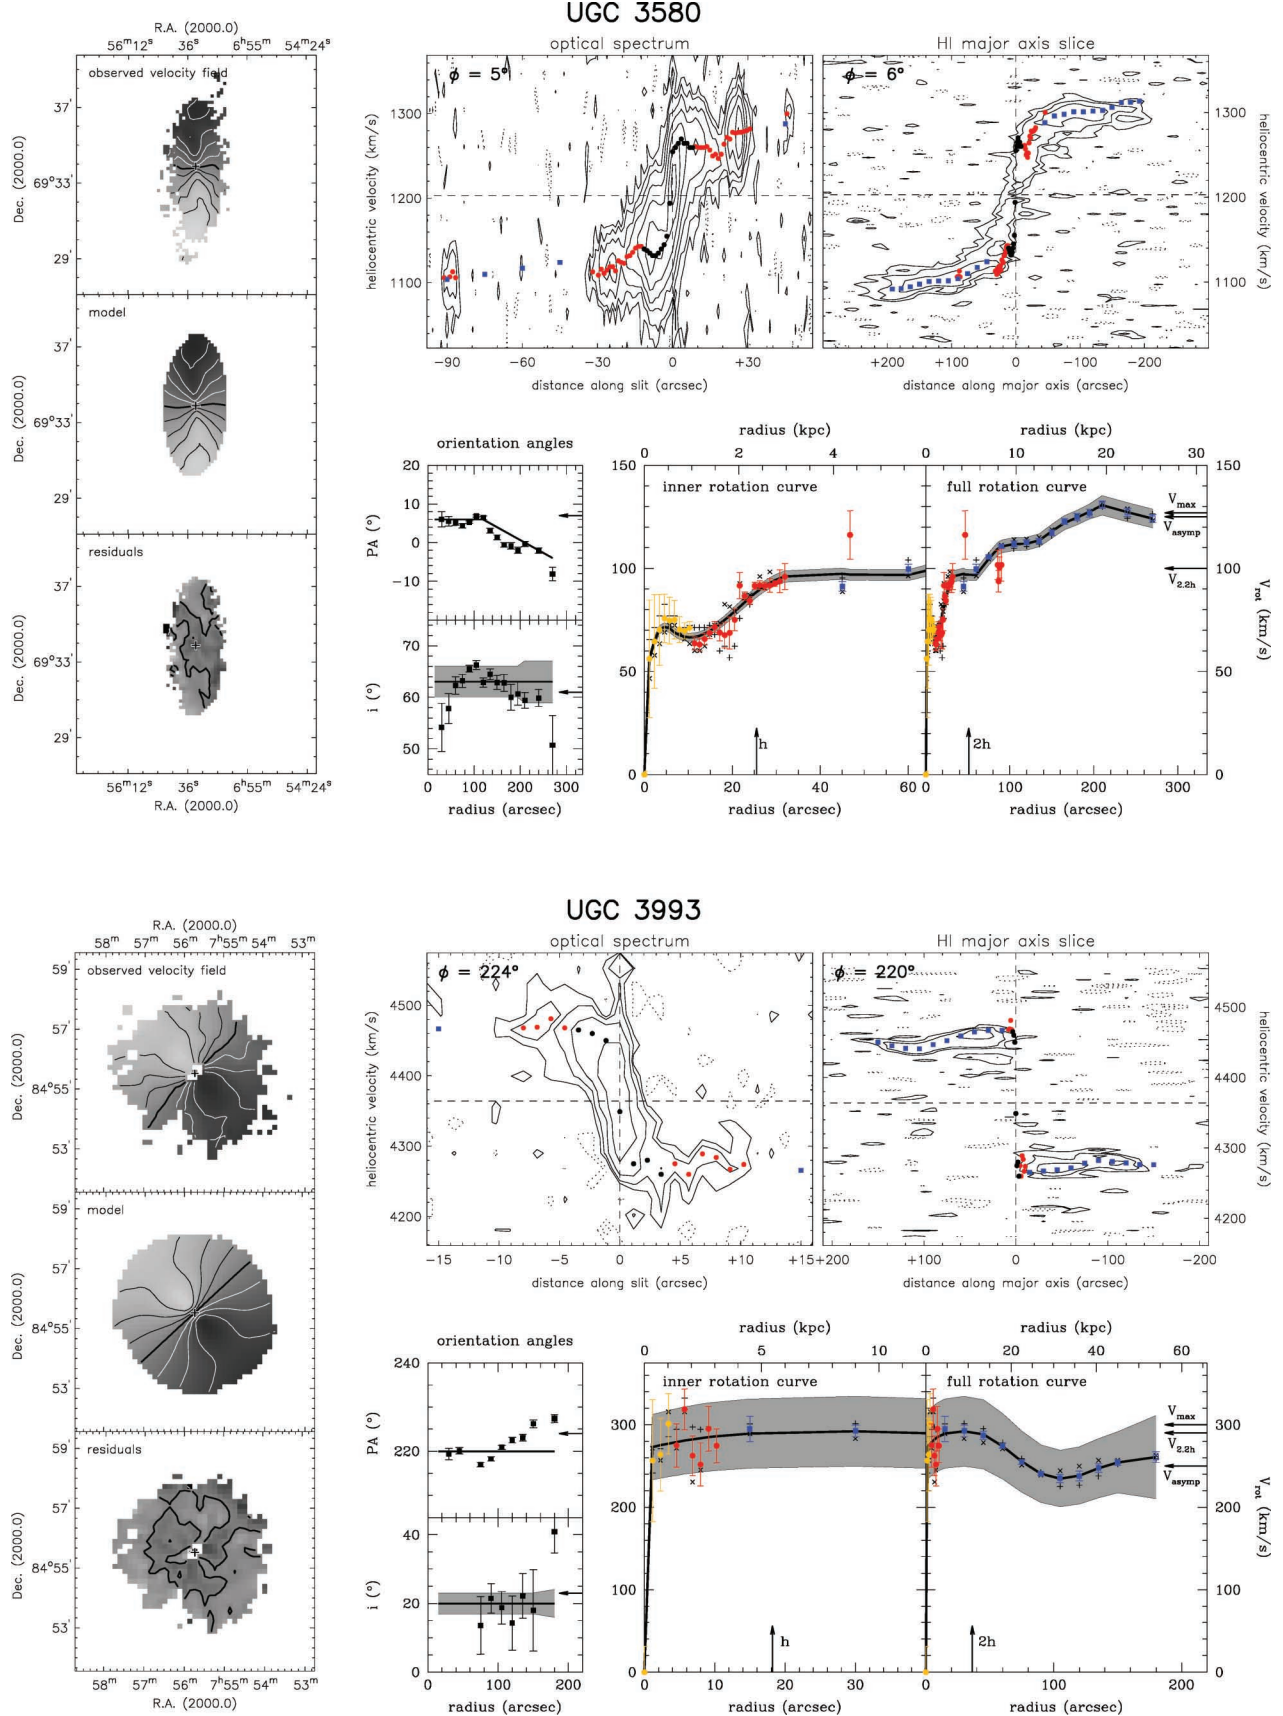 UGC 3580
R.A. (2000.0)
56ᵐ12ˢ 36ˢ 6ʰ55ᵐ 54ᵐ24ˢ
observed velocity field
37'
69°33'
29'
Dec. (2000.0)
model
37'
69°33'
29'
Dec. (2000.0)
residuals
37'
69°33'
29'
Dec. (2000.0)
56ᵐ12ˢ 36ˢ 6ʰ55ᵐ 54ᵐ24ˢ
R.A. (2000.0)
optical spectrum
ϕ = 5°
heliocentric velocity (km/s)
1300
1200
1100
−90 −60 −30 0 +30
distance along slit (arcsec)
HI major axis slice
ϕ = 6°
1300
1200
1100
heliocentric velocity (km/s)
+200 +100 0 −100 −200
distance along major axis (arcsec)
orientation angles
PA (°)
20
10
0
−10
i (°)
70
60
50
0 100 200 300
radius (arcsec)
radius (kpc)
0 2 4
inner rotation curve
150
100
50
0
h
0 10 20 30 40 50 60
radius (arcsec)
radius (kpc)
0 10 20 30
full rotation curve
2h
0 100 200 300
radius (arcsec)
150
100
50
0
Vmax
Vasymp
V2.2h
Vrot (km/s)
UGC 3993
R.A. (2000.0)
58ᵐ 57ᵐ 56ᵐ 7ʰ55ᵐ 54ᵐ 53ᵐ
observed velocity field
59'
57'
84°55'
53'
Dec. (2000.0)
model
59'
57'
84°55'
53'
Dec. (2000.0)
residuals
59'
57'
84°55'
53'
Dec. (2000.0)
58ᵐ 57ᵐ 56ᵐ 7ʰ55ᵐ 54ᵐ 53ᵐ
R.A. (2000.0)
optical spectrum
ϕ = 224°
heliocentric velocity (km/s)
4500
4400
4300
4200
−15 −10 −5 0 +5 +10 +15
distance along slit (arcsec)
HI major axis slice
ϕ = 220°
4500
4400
4300
4200
heliocentric velocity (km/s)
+200 +100 0 −100 −200
distance along major axis (arcsec)
orientation angles
PA (°)
240
220
i (°)
40
20
0
0 100 200
radius (arcsec)
radius (kpc)
0 5 10
inner rotation curve
300
200
100
0
h
0 10 20 30 40
radius (arcsec)
radius (kpc)
0 20 40 60
full rotation curve
2h
0 100 200
radius (arcsec)
300
200
100
0
Vmax
V2.2h
Vasymp
Vrot (km/s)